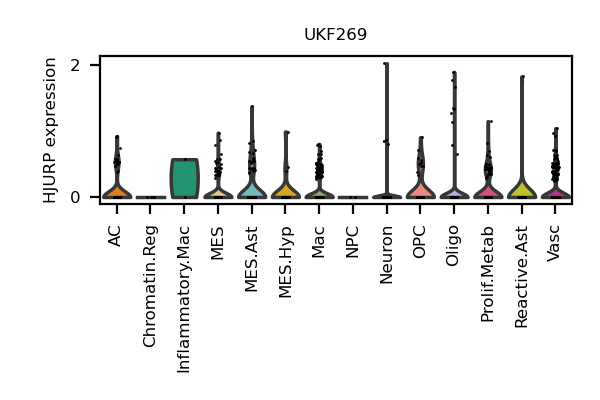 UKF269
HJURP expression
2
0
AC
Chromatin.Reg
Inflammatory.Mac
MES
MES.Ast
MES.Hyp
Mac
NPC
Neuron
OPC
Oligo
Prolif.Metab
Reactive.Ast
Vasc